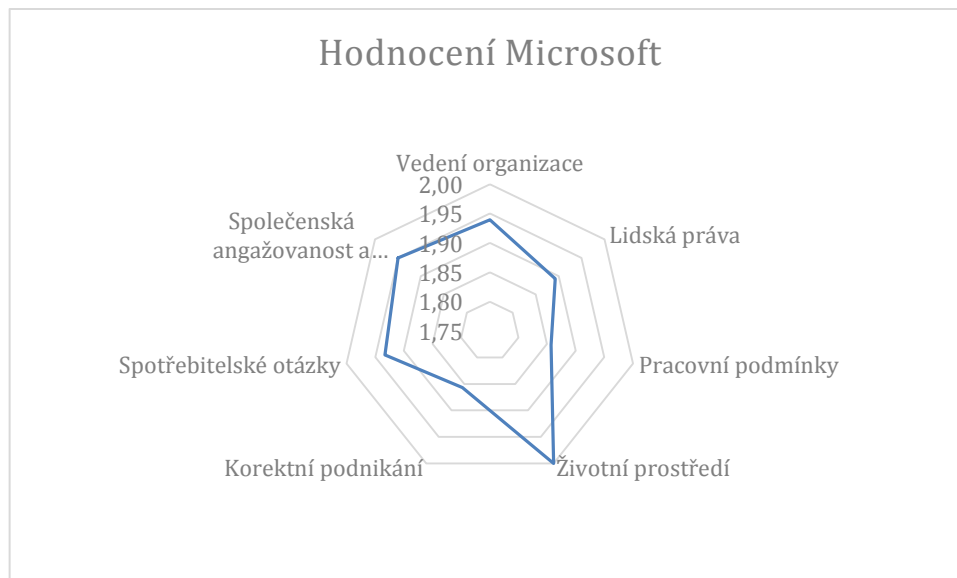 Hodnocení Microsoft
Vedení organizace
2,00
1,95
1,90
1,85
1,80
1,75
Lidská práva
Pracovní podmínky
Životní prostředí
Korektní podnikání
Spotřebitelské otázky
Společenská
angažovanost a...